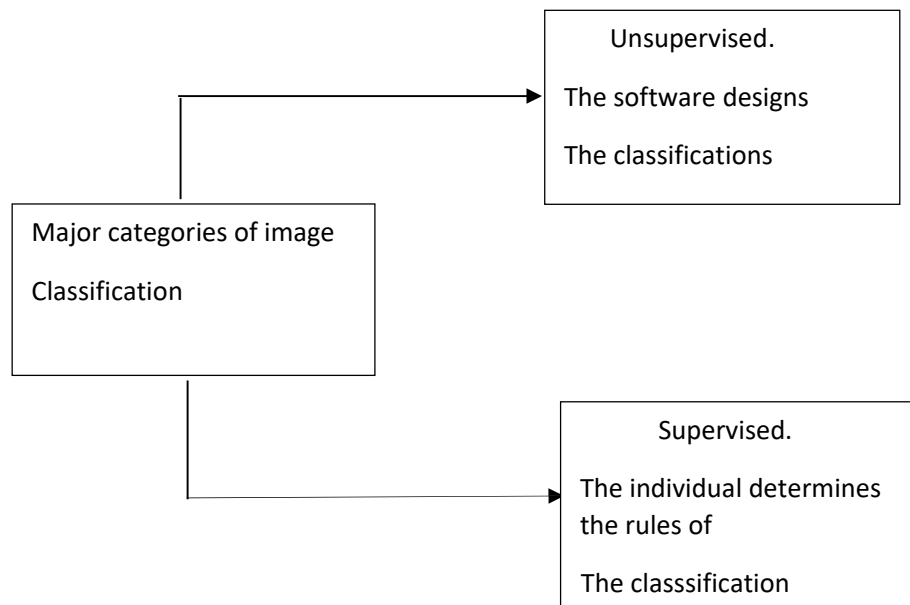 Unsupervised.
The software designs
The classifications
Major categories of image
Classification
Supervised.
The individual determines
the rules of
The classsification